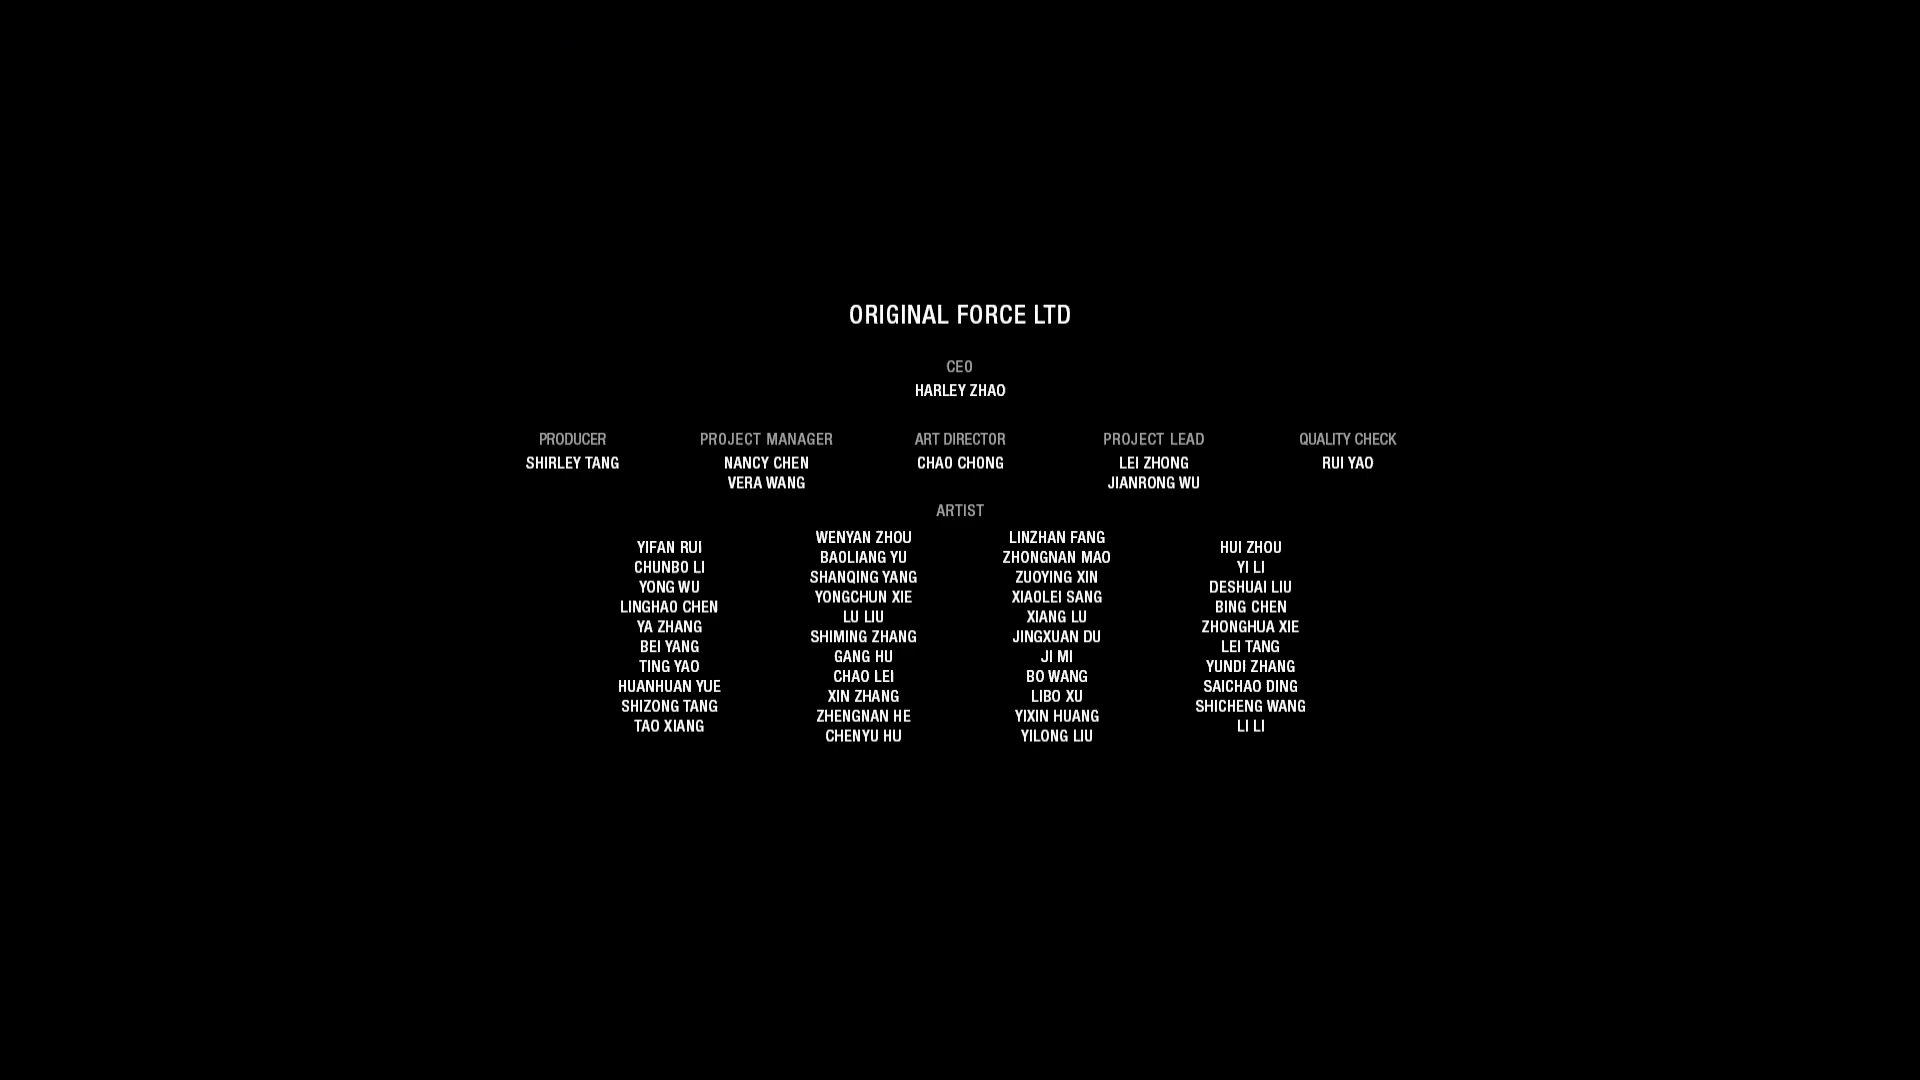 ORIGINAL FORCE LTD
CEO
HARLEY ZHAO
PRODUCER
SHIRLEY TANG
PROJECT MANAGER
NANCY CHEN
VERA WANG
ART DIRECTOR
CHAO CHONG
PROJECT LEAD
LEI ZHONG
JIANRONG WU
QUALITY CHECK
RUI YAO
ARTIST
YIFAN RUI
CHUNBO LI
YONG WU
LINGHAO CHEN
YA ZHANG
BEI YANG
TING YAO
HUANHUAN YUE
SHIZONG TANG
TAO XIANG
WENYAN ZHOU
BAOLIANG YU
SHANQING YANG
YONGCHUN XIE
LU LIU
SHIMING ZHANG
GANG HU
CHAO LEI
XIN ZHANG
ZHENGNAN HE
CHENYU HU
LINZHAN FANG
ZHONGNAN MAO
ZUOYING XIN
XIAOLEI SANG
XIANG LU
JINGXUAN DU
JI MI
BO WANG
LIBO XU
YIXIN HUANG
YILONG LIU
HUI ZHOU
YI LI
DESHUAI LIU
BING CHEN
ZHONGHUA XIE
LEI TANG
YUNDI ZHANG
SAICHAO DING
SHICHENG WANG
LI LI